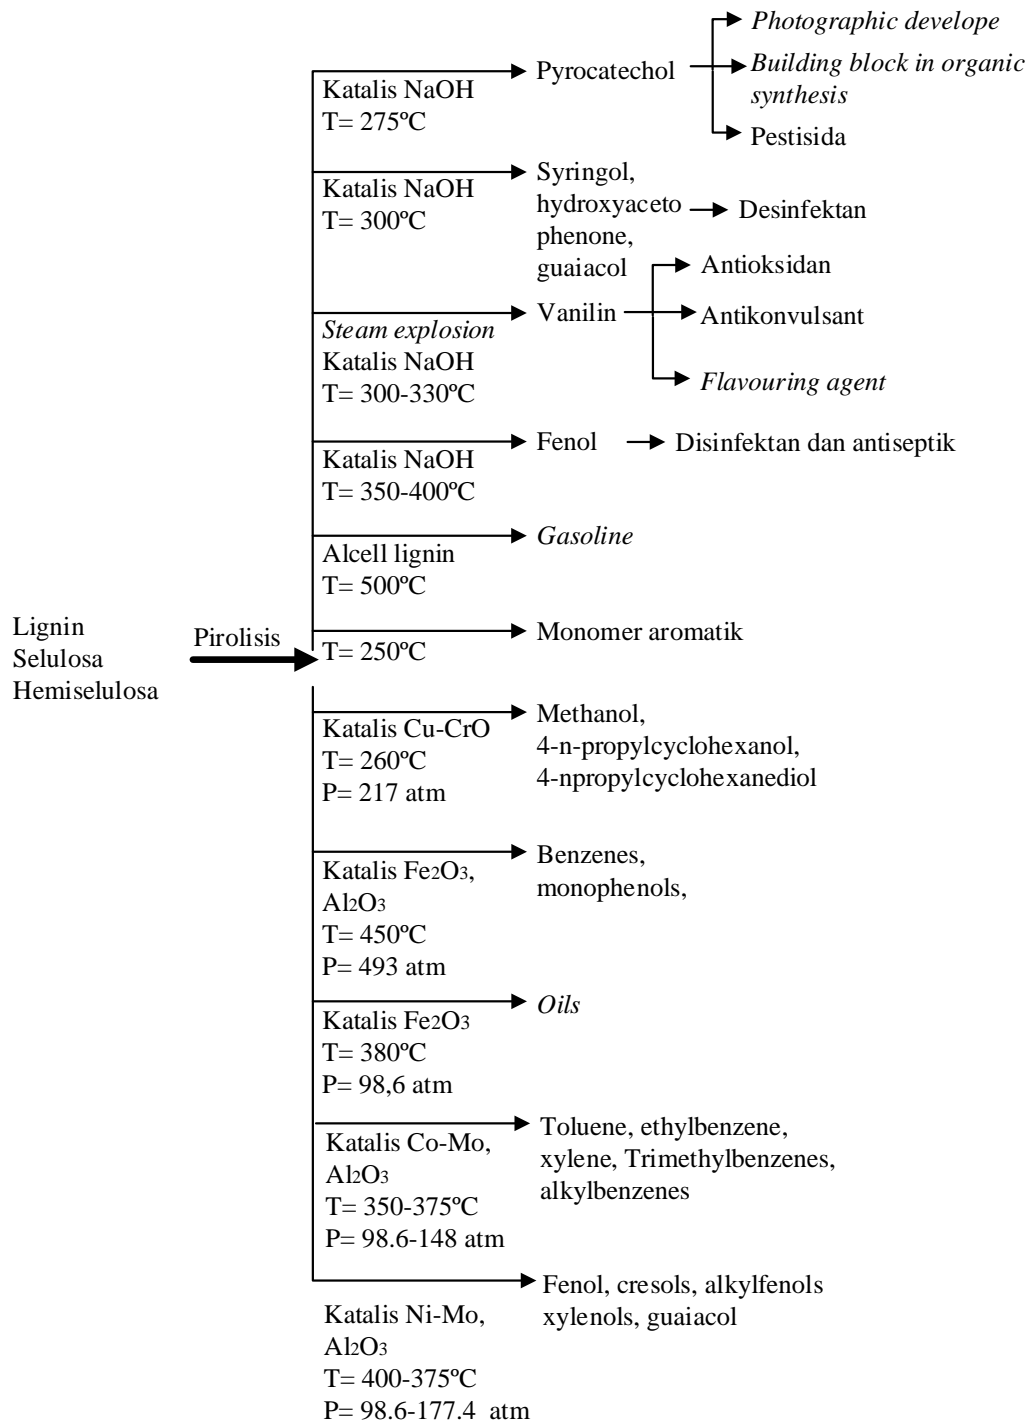 Photographic develope
Pyrocatechol
Building block in organic
synthesis
Katalis NaOH
T= 275ºC
Pestisida
Syringol,
hydroxyaceto
phenone,
guaiacol
Katalis NaOH
T= 300ºC
Desinfektan
Antioksidan
Vanilin
Antikonvulsant
Steam explosion
Katalis NaOH
T= 300-330ºC
Flavouring agent
Fenol
Disinfektan dan antiseptik
Katalis NaOH
T= 350-400ºC
Gasoline
Alcell lignin
T= 500ºC
Lignin
Selulosa
Hemiselulosa
Pirolisis
Monomer aromatik
T= 250ºC
Methanol,
4-n-propylcyclohexanol,
4-npropylcyclohexanediol
Katalis Cu-CrO
T= 260ºC
P= 217 atm
Benzenes,
monophenols,
Katalis Fe2O3,
Al2O3
T= 450ºC
P= 493 atm
Oils
Katalis Fe2O3
T= 380ºC
P= 98,6 atm
Toluene, ethylbenzene,
xylene, Trimethylbenzenes,
alkylbenzenes
Katalis Co-Mo,
Al2O3
T= 350-375ºC
P= 98.6-148 atm
Fenol, cresols, alkylfenols
xylenols, guaiacol
Katalis Ni-Mo,
Al2O3
T= 400-375ºC
P= 98.6-177.4 atm